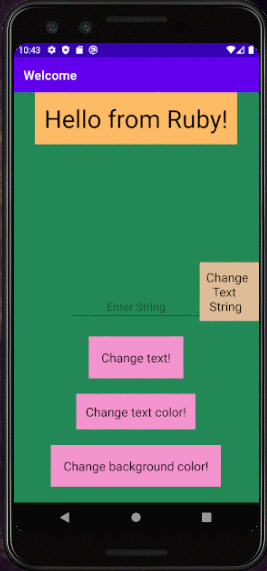 10:43
Welcome
Hello from Ruby!
Change
Text
String
Enter String
Change text!
Change text color!
Change background color!